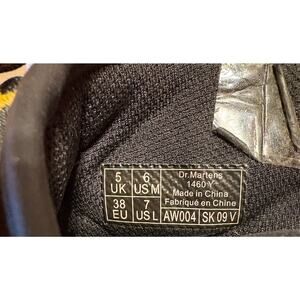 5 UK
6 US M
38 EU
7 US L
Dr.Martens
1460 Y
Made in China
Fabriqué en Chine
AW004 SK 09 V